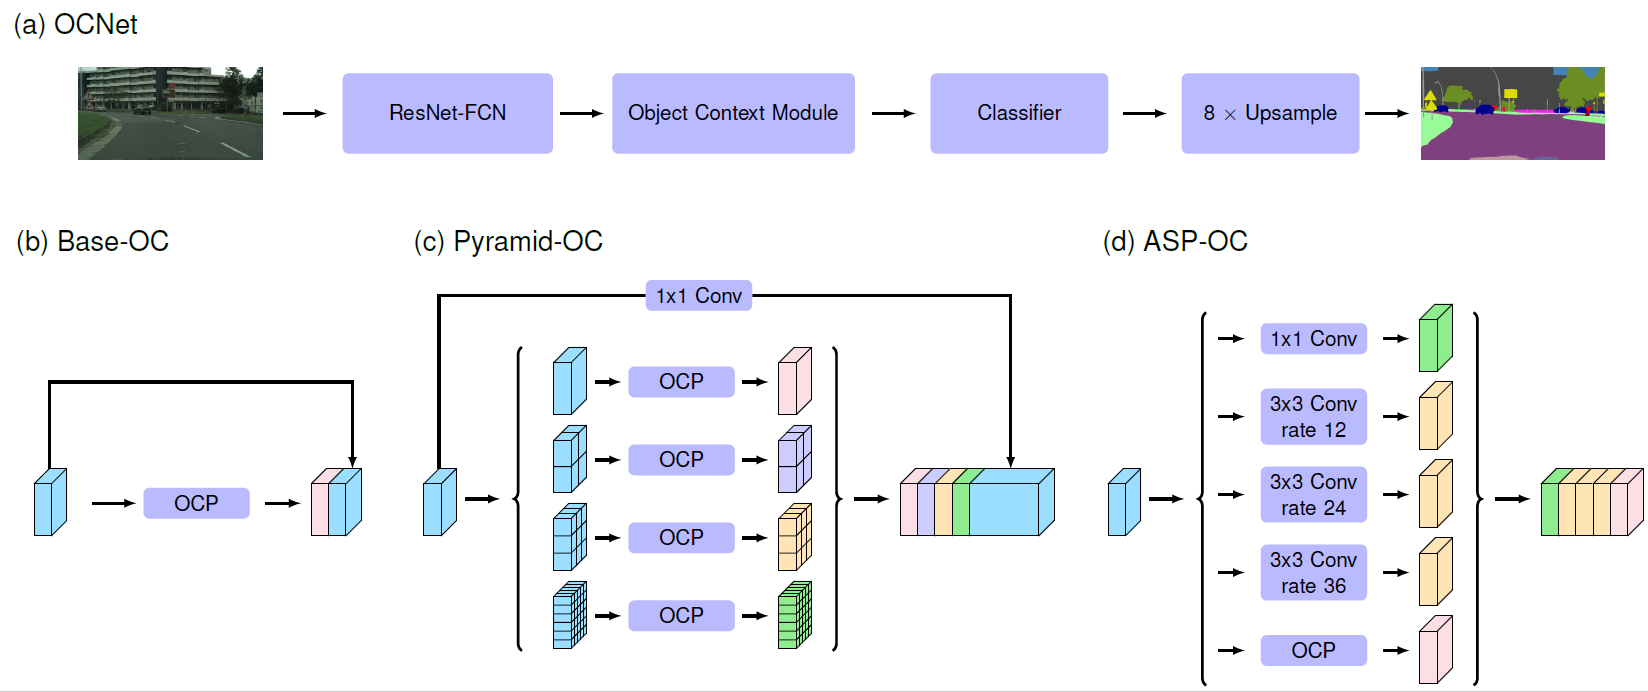 (a) OCNet
ResNet-FCN
Object Context Module
Classifier
8 × Upsample
(b) Base-OC
OCP
(c) Pyramid-OC
1x1 Conv
OCP
OCP
OCP
OCP
(d) ASP-OC
1x1 Conv
3x3 Conv
rate 12
3x3 Conv
rate 24
3x3 Conv
rate 36
OCP